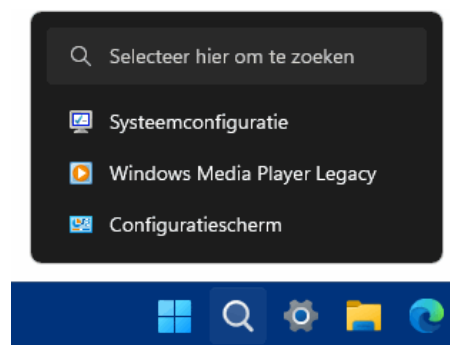 Selecteer hier om te zoeken
Systeemconfiguratie
Windows Media Player Legacy
Configuratiescherm